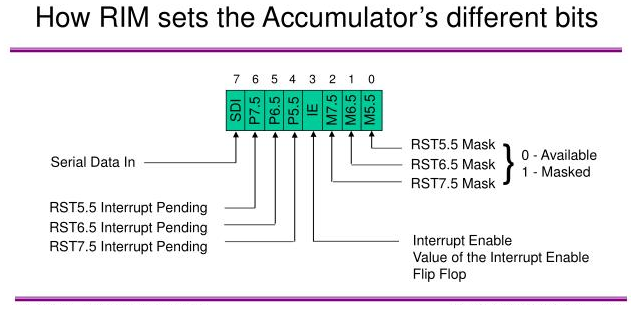 How RIM sets the Accumulator's different bits
7 6 5 4 3 2 1 0
SDI P7.5 P6.5 P5.5 IE M7.5 M6.5 M5.5
Serial Data In
RST5.5 Interrupt Pending
RST6.5 Interrupt Pending
RST7.5 Interrupt Pending
RST5.5 Mask
RST6.5 Mask
RST7.5 Mask
0 - Available
1 - Masked
Interrupt Enable
Value of the Interrupt Enable
Flip Flop